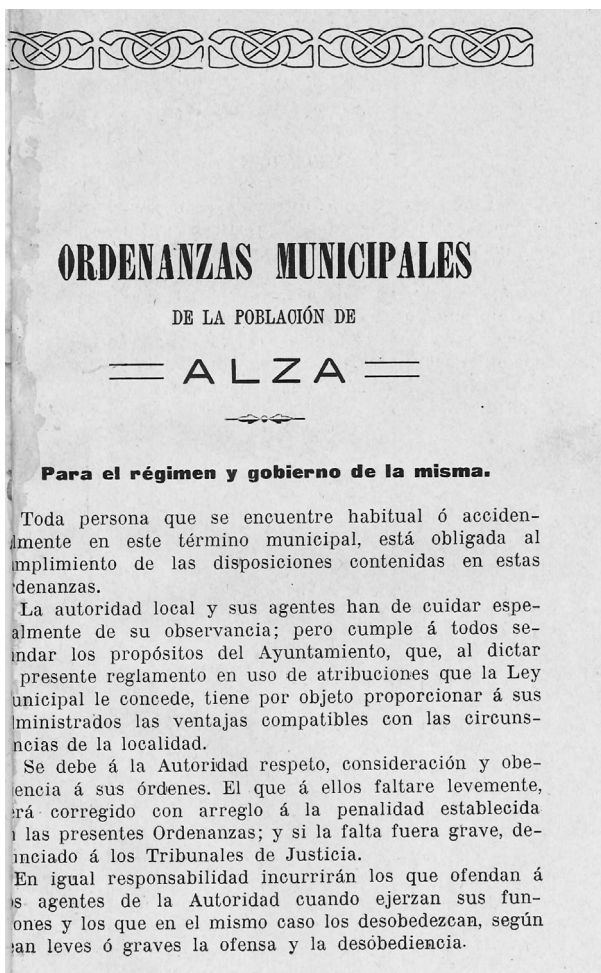 ORDENANZAS MUNICIPALES
DE LA POBLACIÓN DE
ALZA
Para el régimen y gobierno de la misma.
Toda persona que se encuentre habitual ó acciden-
lmente en este término municipal, está obligada al
mplimiento de las disposiciones contenidas en estas
denanzas.
La autoridad local y sus agentes han de cuidar espe-
almente de su observancia; pero cumple á todos se-
ndar los propósitos del Ayuntamiento, que, al dictar
presente reglamento en uso de atribuciones que la Ley
unicipal le concede, tiene por objeto proporcionar á sus
ministrados las ventajas compatibles con las circuns-
ncias de la localidad.
Se debe á la Autoridad respeto, consideración y obe-
encia á sus órdenes. El que á ellos faltare levemente,
rá corregido con arreglo á la penalidad establecida
las presentes Ordenanzas; y si la falta fuera grave, de-
nciado á los Tribunales de Justicia.
En igual responsabilidad incurrirán los que ofendan á
s agentes de la Autoridad cuando ejerzan sus fun-
ones y los que en el mismo caso los desobedezcan, según
an leves ó graves la ofensa y la desobediencia.